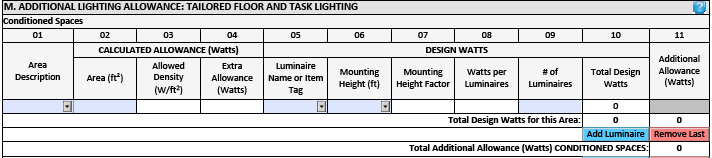 M. ADDITIONAL LIGHTING ALLOWANCE: TAILORED FLOOR AND TASK LIGHTING ?
Conditioned Spaces
01 02 03 04 05 06 07 08 09 10 11
CALCULATED ALLOWANCE (Watts) DESIGN WATTS
Area Description
Area (ft²)
Allowed Density (W/ft²)
Extra Allowance (Watts)
Luminaire Name or Item Tag
Mounting Height (ft)
Mounting Height Factor
Watts per Luminaires
# of Luminaires
Total Design Watts
Additional Allowance (Watts)
0
Total Design Watts for this Area: 0 0
Add Luminaire Remove Last
Total Additional Allowance (Watts) CONDITIONED SPACES: 0